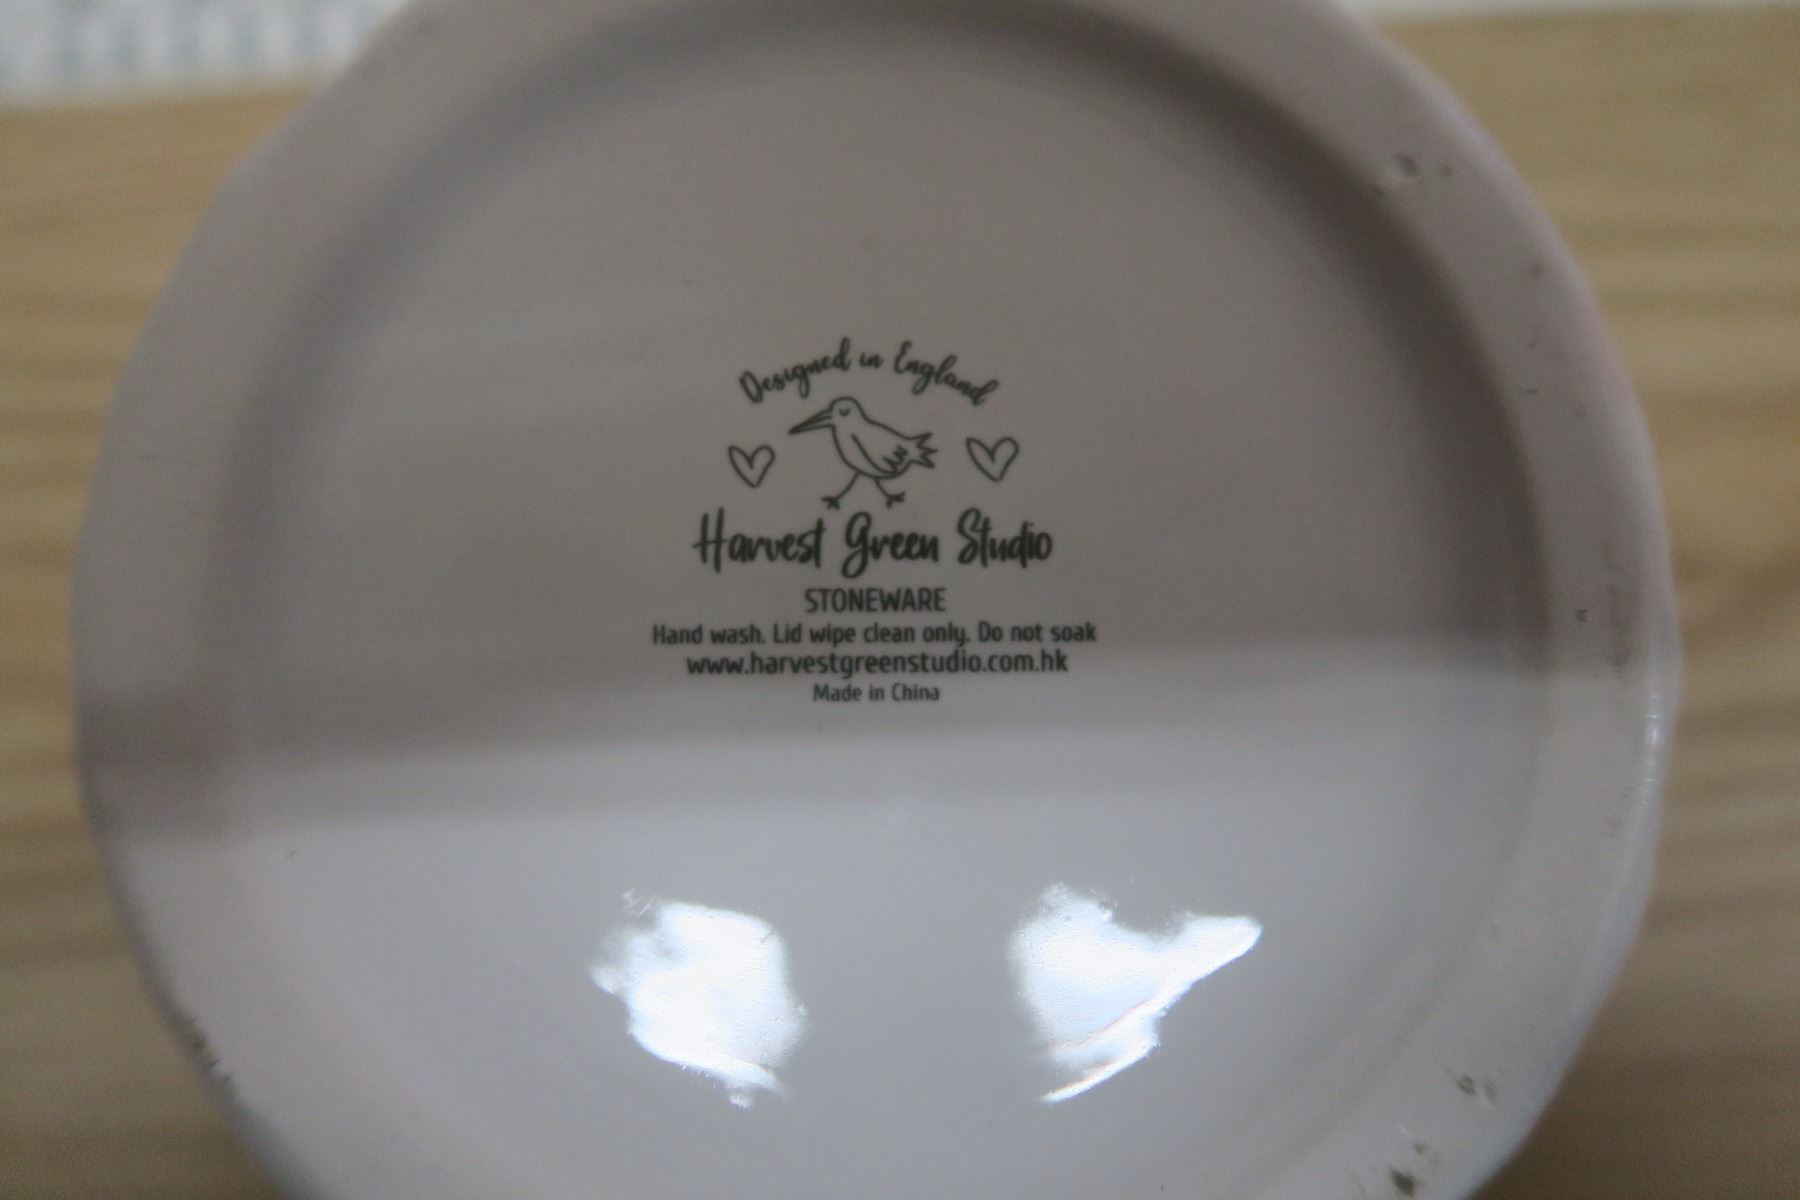 Designed in England
Harvest Green Studio
STONEWARE
Hand wash. Lid wipe clean only. Do not soak
www.harvestgreenstudio.com.hk
Made in China